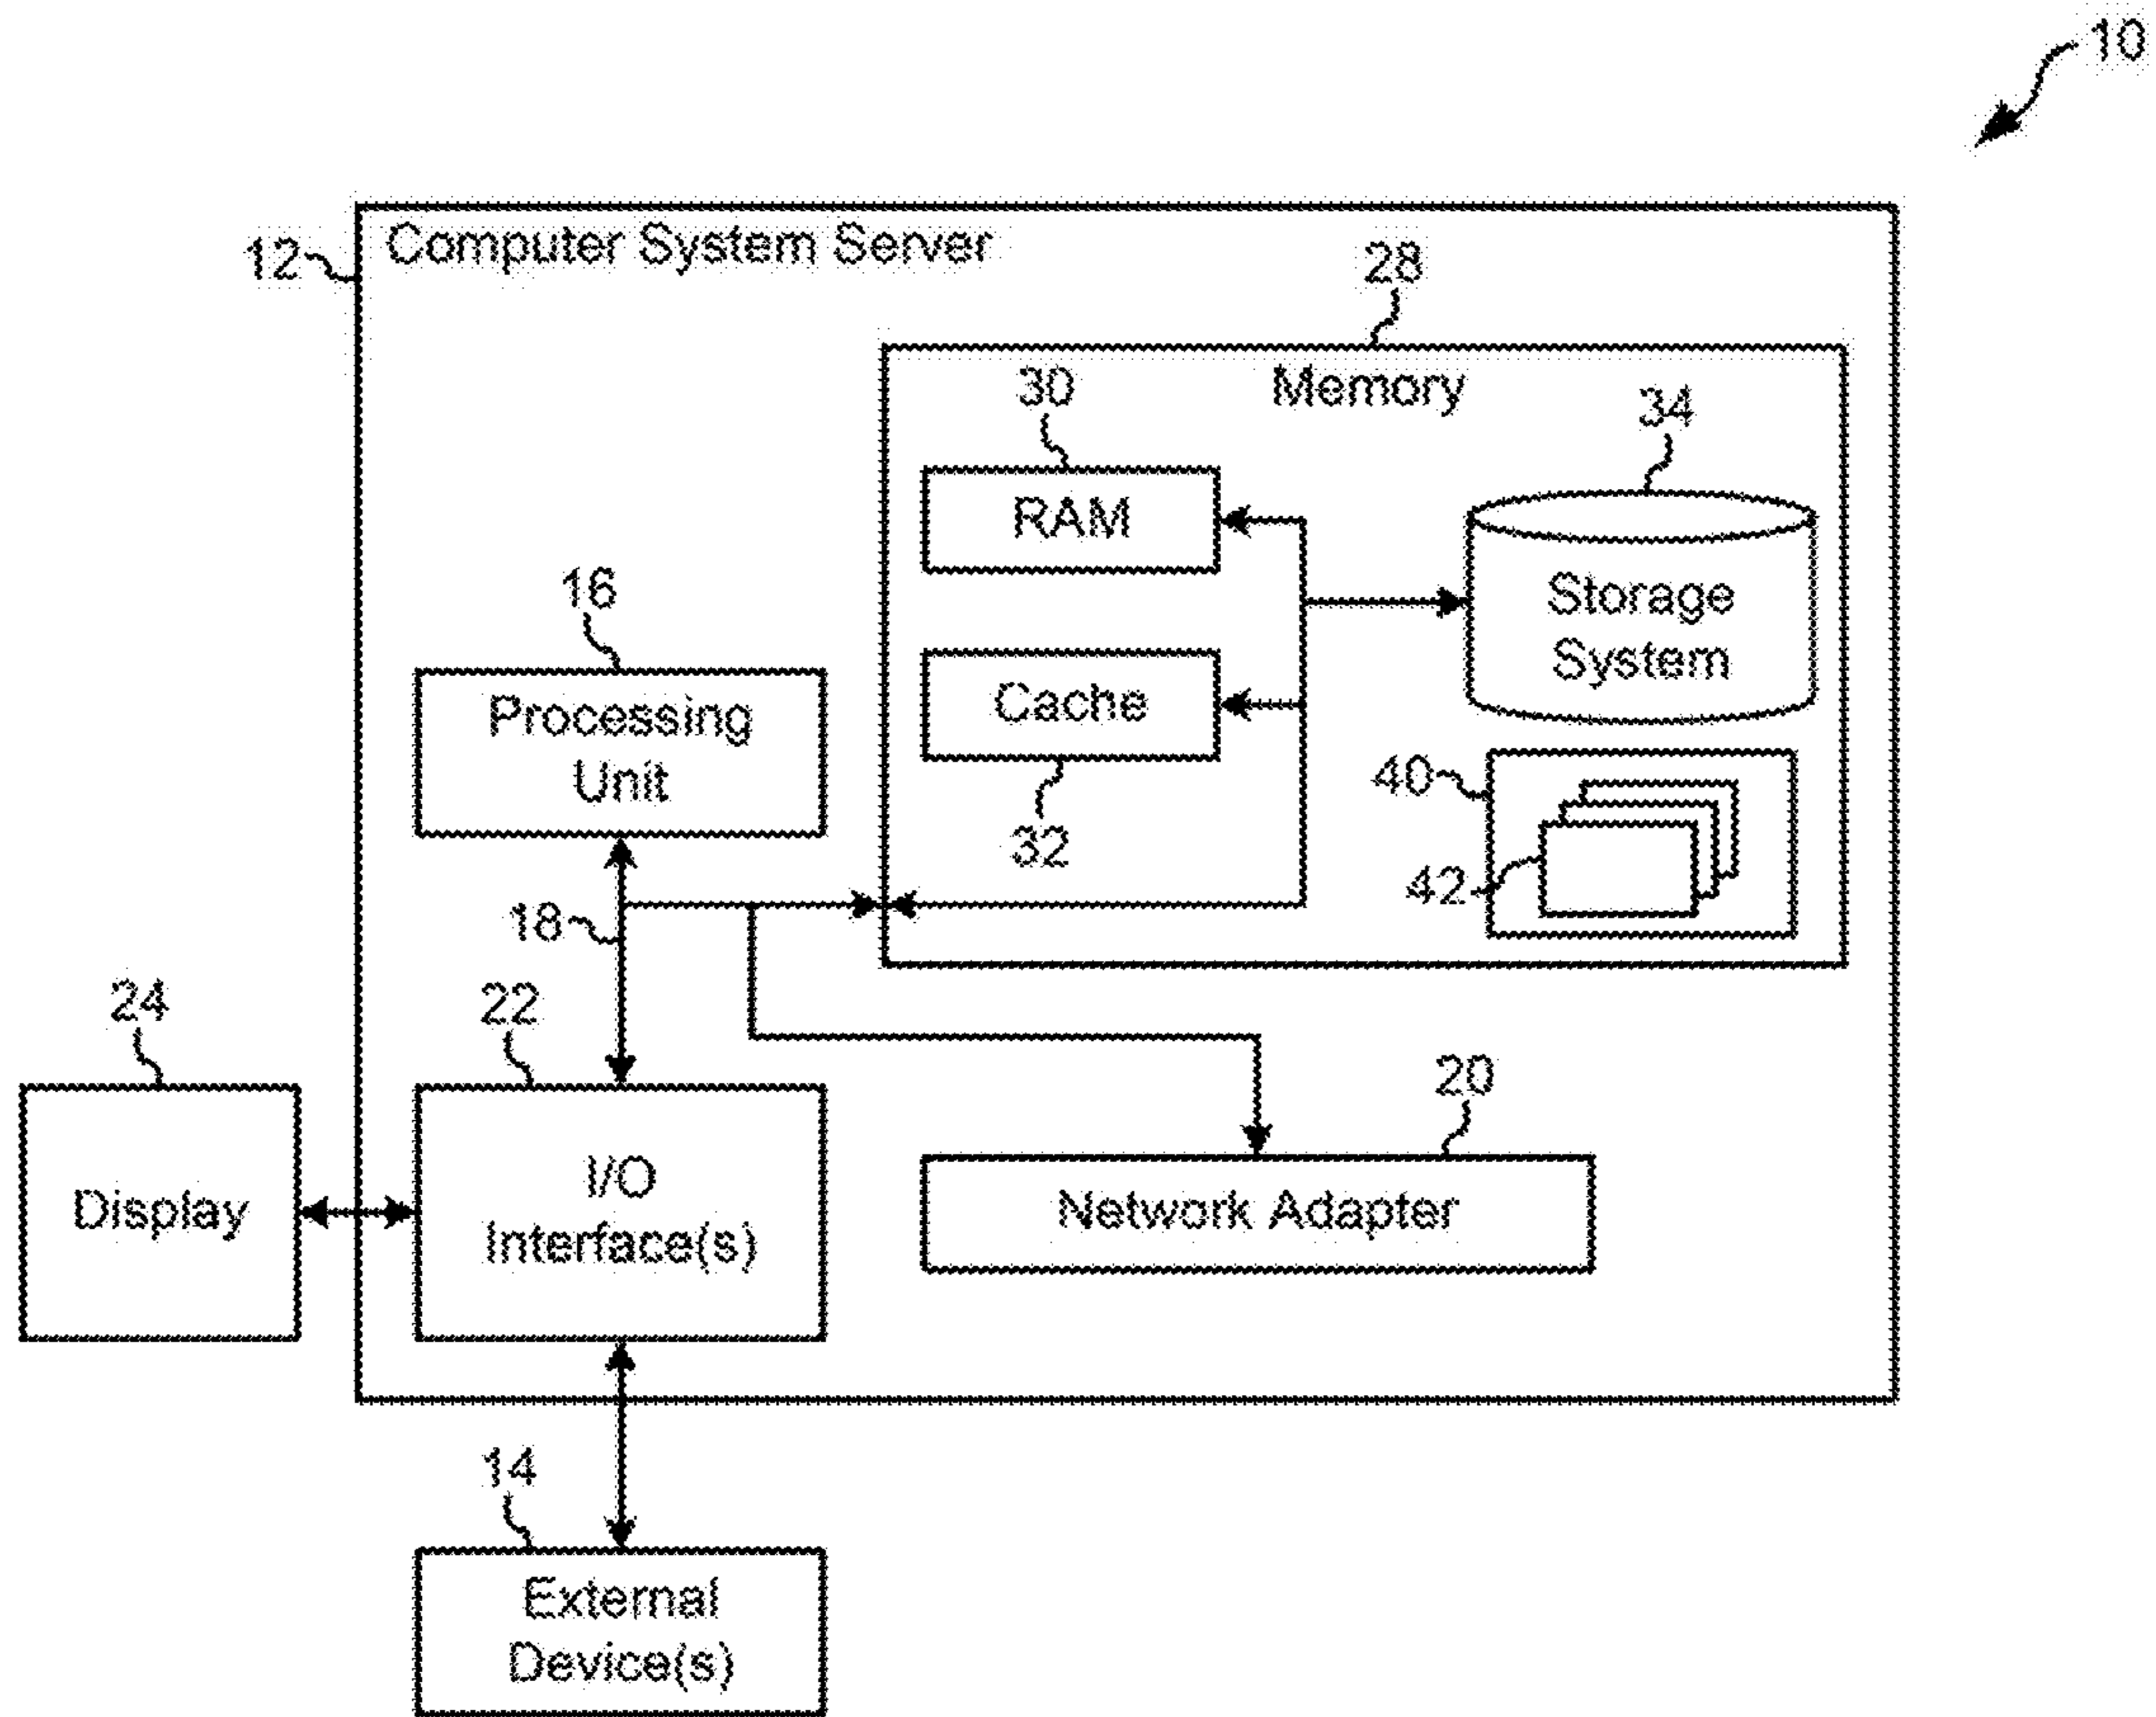 10
12
Computer System Server
28
30
Memory
34
RAM
16
Storage
System
Processing
Unit
Cache
40
32
42
18
24
22
20
Display
I/O
Interface(s)
Network Adapter
14
External
Device(s)